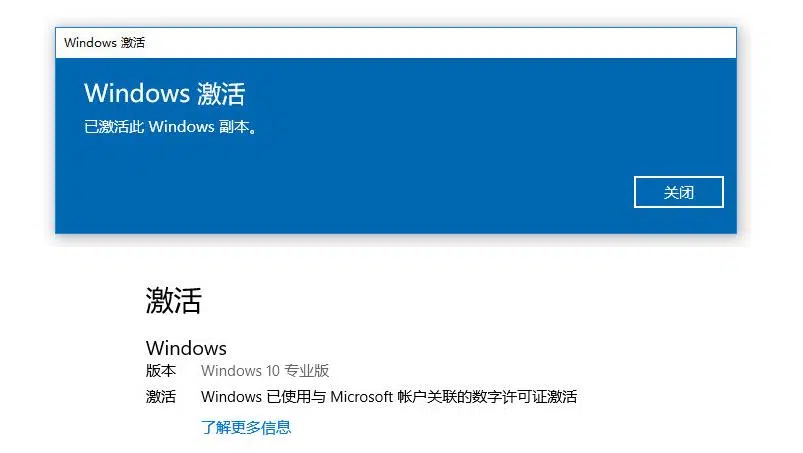 Windows 激活
Windows 激活
已激活此 Windows 副本。
关闭
激活
Windows
版本 Windows 10 专业版
激活 Windows 已使用与 Microsoft 帐户关联的数字许可证激活
了解更多信息